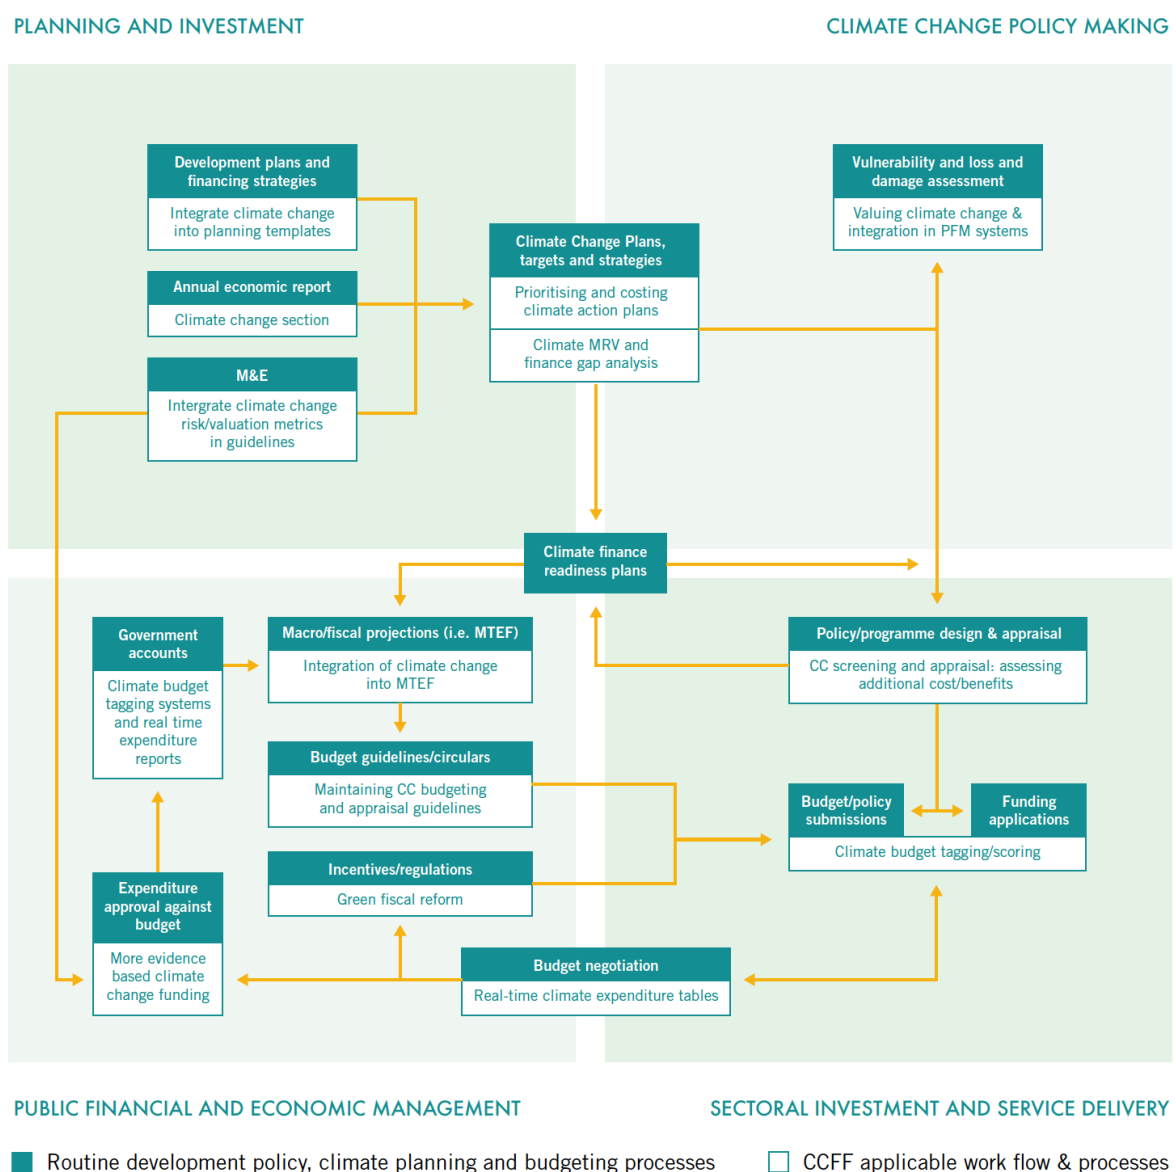 PLANNING AND INVESTMENT
CLIMATE CHANGE POLICY MAKING
Development plans and
financing strategies
Integrate climate change
into planning templates
Annual economic report
Climate change section
M&E
Intergrate climate change
risk/valuation metrics
in guidelines
Climate Change Plans,
targets and strategies
Prioritising and costing
climate action plans
Climate MRV and
finance gap analysis
Vulnerability and loss and
damage assessment
Valuing climate change &
integration in PFM systems
Climate finance
readiness plans
Government
accounts
Climate budget
tagging systems
and real time
expenditure
reports
Macro/fiscal projections (i.e. MTEF)
Integration of climate change
into MTEF
Policy/programme design & appraisal
CC screening and appraisal: assessing
additional cost/benefits
Budget guidelines/circulars
Maintaining CC budgeting
and appraisal guidelines
Budget/policy
submissions
Funding
applications
Climate budget tagging/scoring
Incentives/regulations
Green fiscal reform
Expenditure
approval against
budget
More evidence
based climate
change funding
Budget negotiation
Real-time climate expenditure tables
PUBLIC FINANCIAL AND ECONOMIC MANAGEMENT
SECTORAL INVESTMENT AND SERVICE DELIVERY
Routine development policy, climate planning and budgeting processes
CCFF applicable work flow & processes